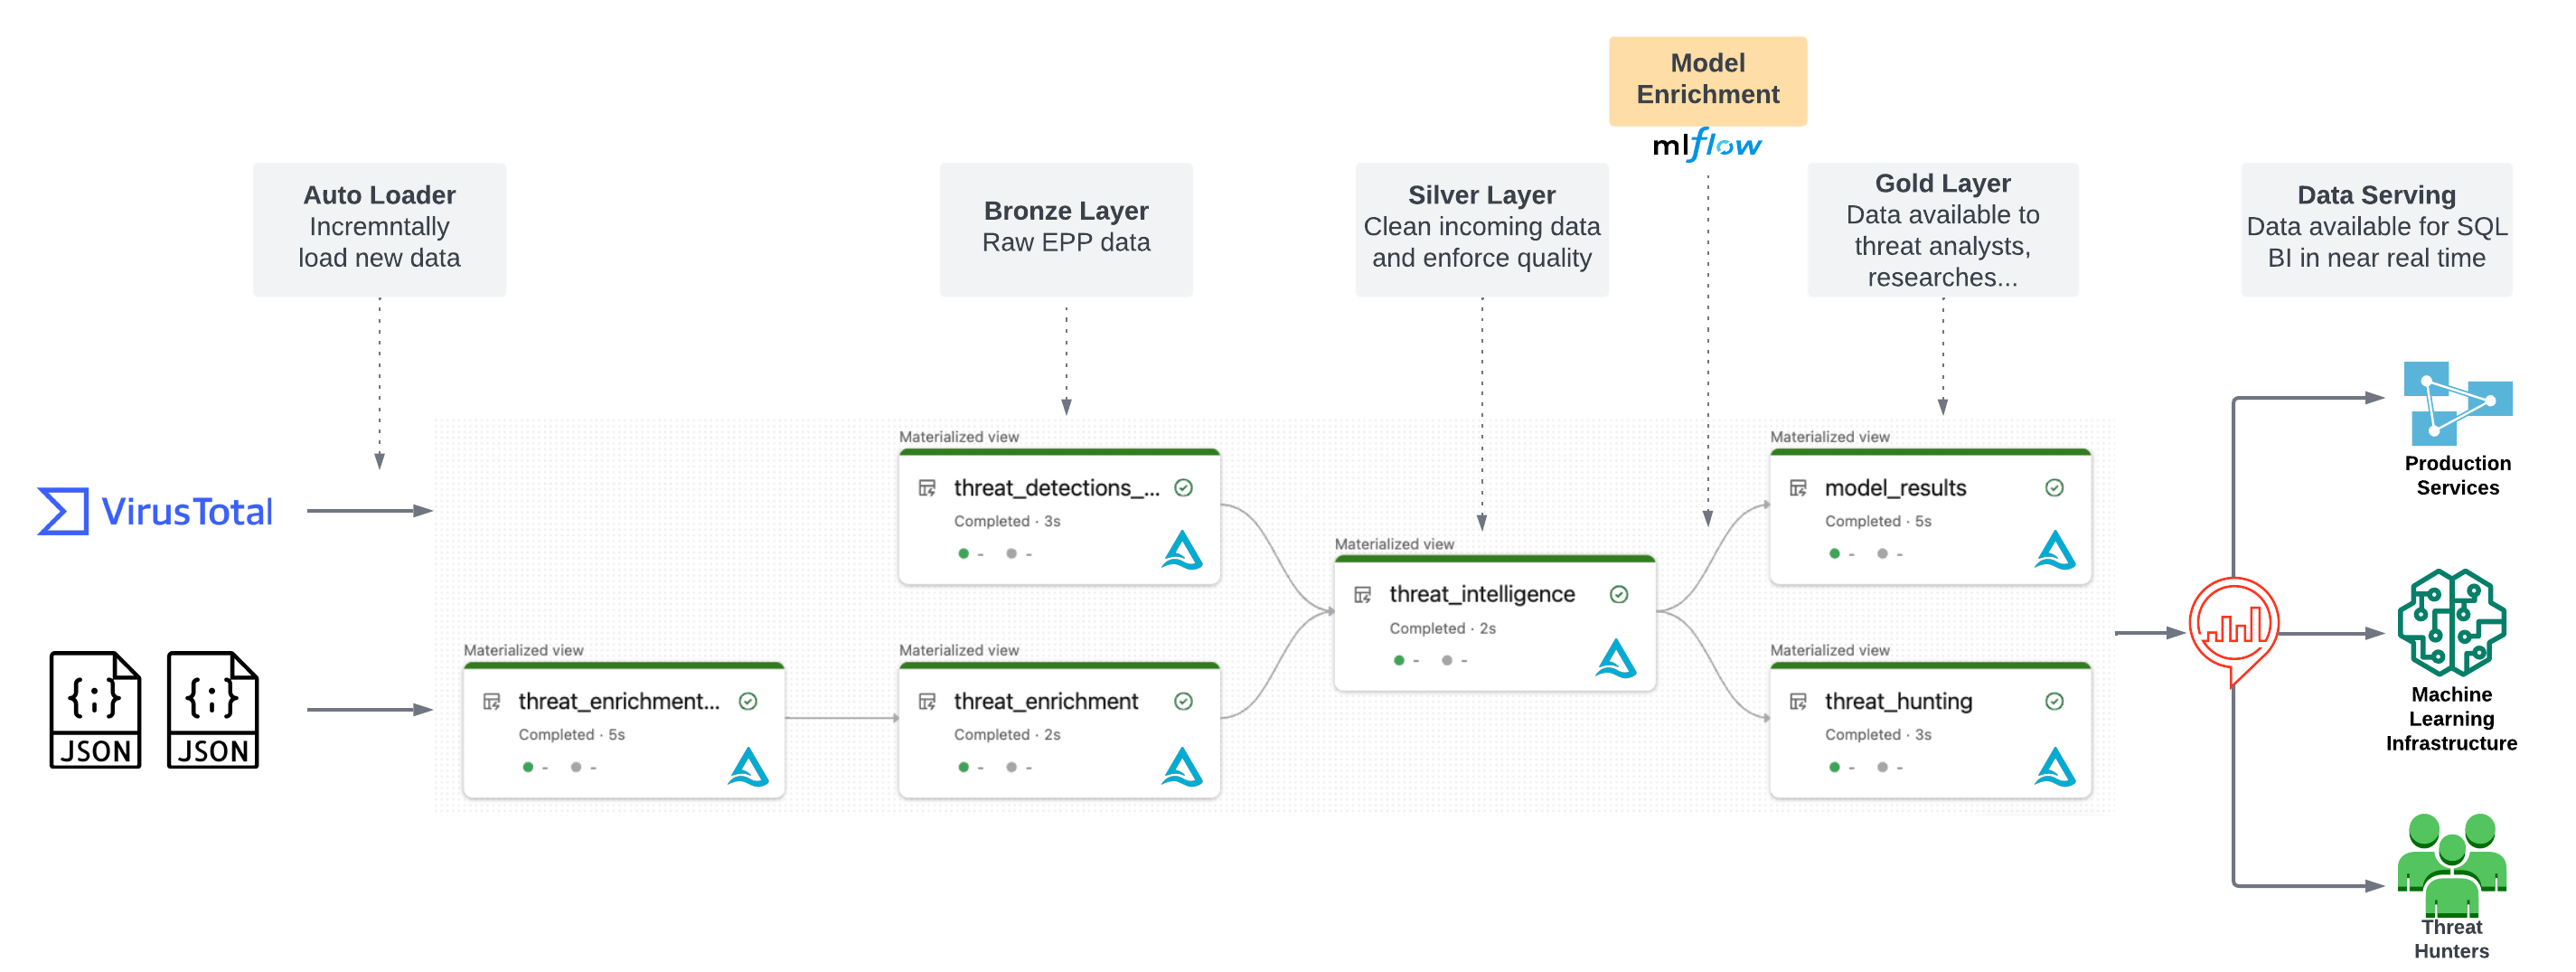 Model
Enrichment
mlflow
Auto Loader
Incremntally
load new data
Bronze Layer
Raw EPP data
Silver Layer
Clean incoming data
and enforce quality
Gold Layer
Data available to
threat analysts,
researches...
Data Serving
Data available for SQL
BI in near real time
VirusTotal
JSON
JSON
Materialized view
threat_enrichment...
Completed · 5s
- -
Materialized view
threat_detections_...
Completed · 3s
- -
Materialized view
threat_enrichment
Completed · 2s
- -
Materialized view
threat_intelligence
Completed · 2s
- -
Materialized view
model_results
Completed · 5s
- -
Materialized view
threat_hunting
Completed · 3s
- -
Production
Services
Machine
Learning
Infrastructure
Threat
Hunters